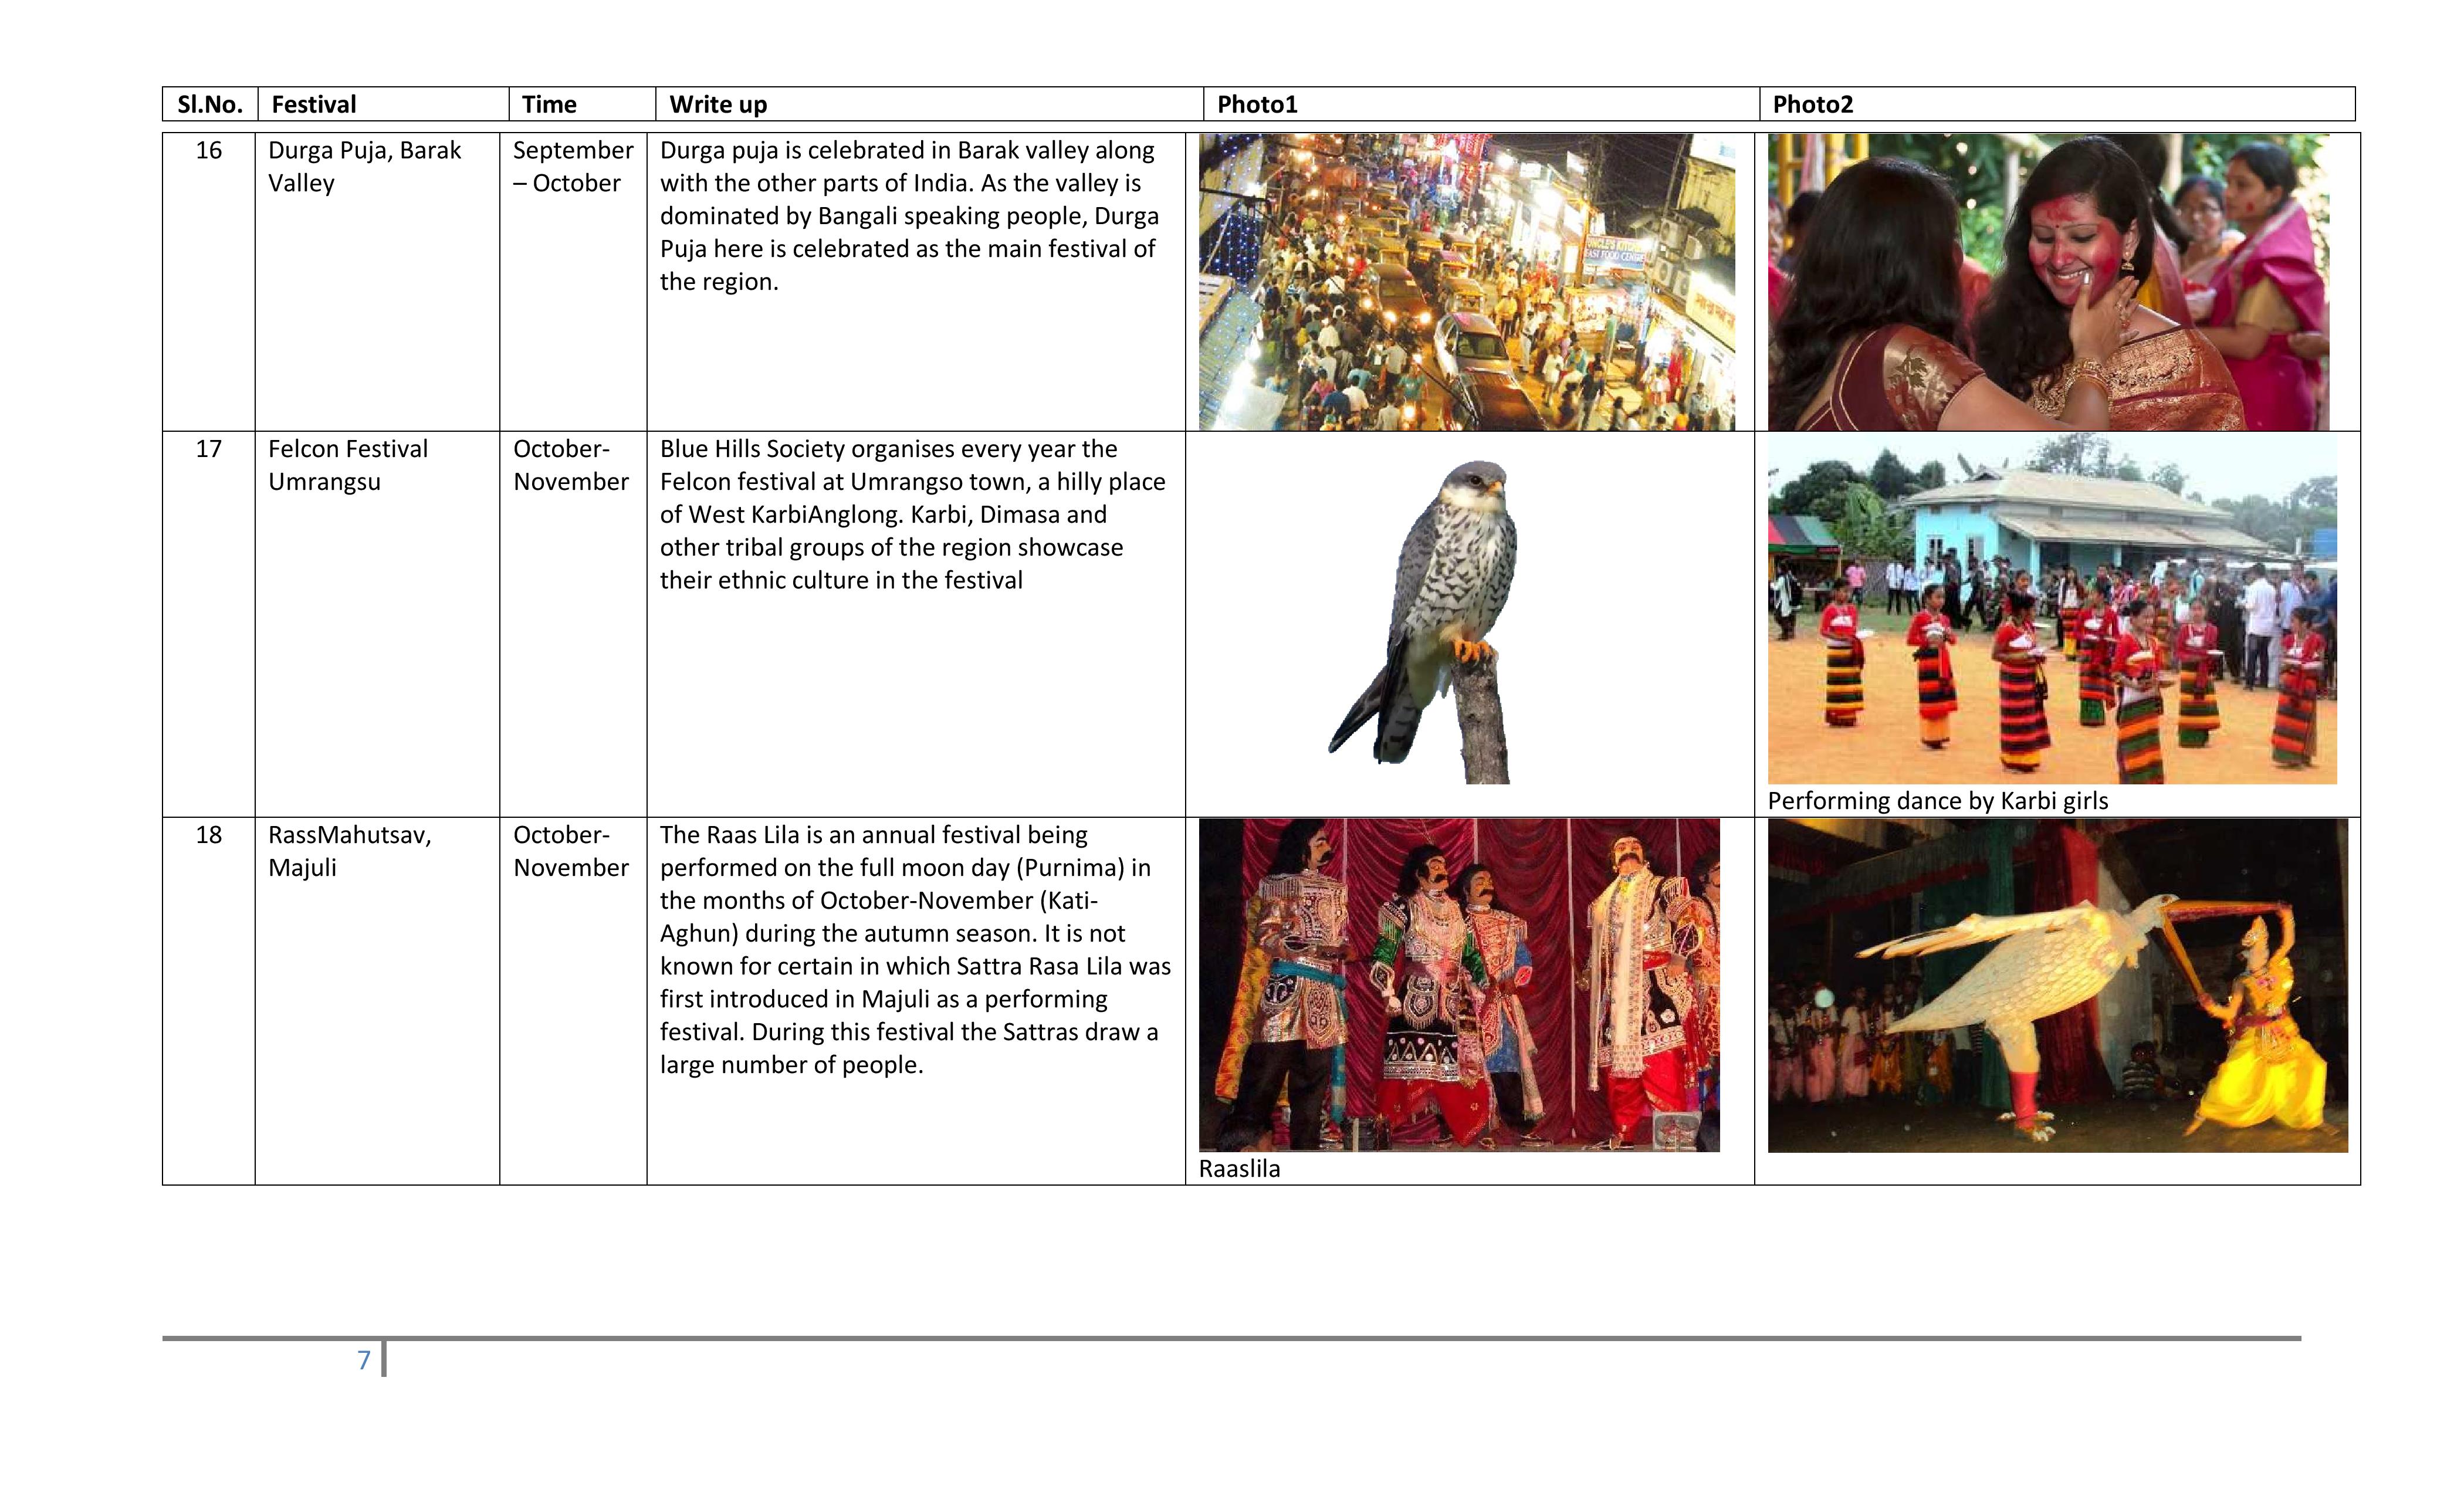 Sl.No. Festival Time Write up Photo1 Photo2
16
Durga Puja, Barak
Valley
September
– October
Durga puja is celebrated in Barak valley along
with the other parts of India. As the valley is
dominated by Bangali speaking people, Durga
Puja here is celebrated as the main festival of
the region.
UNCLE'S KITCHEN
FAST FOOD CENTRE
17
Felcon Festival
Umrangsu
October-
November
Blue Hills Society organises every year the
Felcon festival at Umrangso town, a hilly place
of West KarbiAnglong. Karbi, Dimasa and
other tribal groups of the region showcase
their ethnic culture in the festival
Performing dance by Karbi girls
18
RassMahutsav,
Majuli
October-
November
The Raas Lila is an annual festival being
performed on the full moon day (Purnima) in
the months of October-November (Kati-
Aghun) during the autumn season. It is not
known for certain in which Sattra Rasa Lila was
first introduced in Majuli as a performing
festival. During this festival the Sattras draw a
large number of people.
Raaslila
7